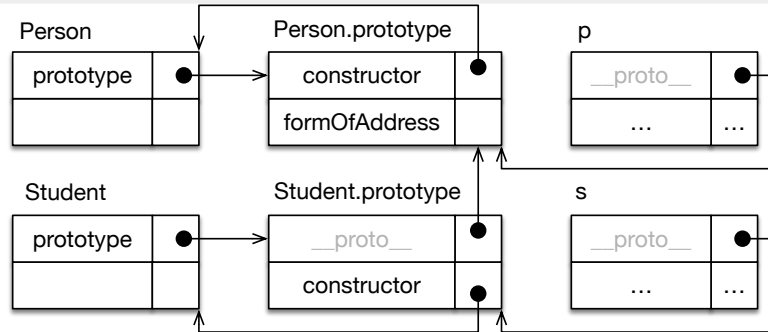 Person
Person.prototype
p
prototype
constructor
__proto__
formOfAddress
...
...
Student
Student.prototype
s
prototype
__proto__
__proto__
constructor
...
...